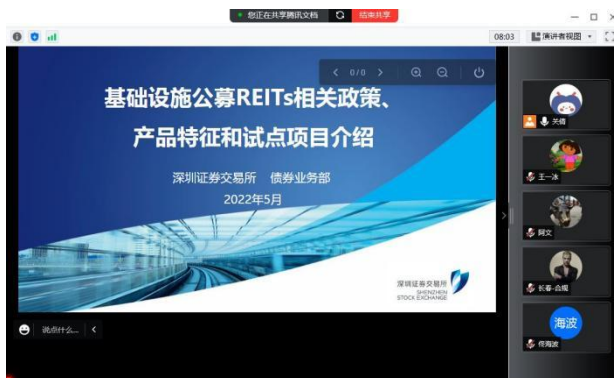 您正在共享腾讯文档
结束共享
08:03
演讲者视图
0/0
基础设施公募REITs相关政策、
产品特征和试点项目介绍
深圳证券交易所 债券业务部
2022年5月
深圳证券交易所
SHENZHEN
STOCK EXCHANGE
说点什么...
关倩
王一冰
阿文
长春-合规
海波
佟海波